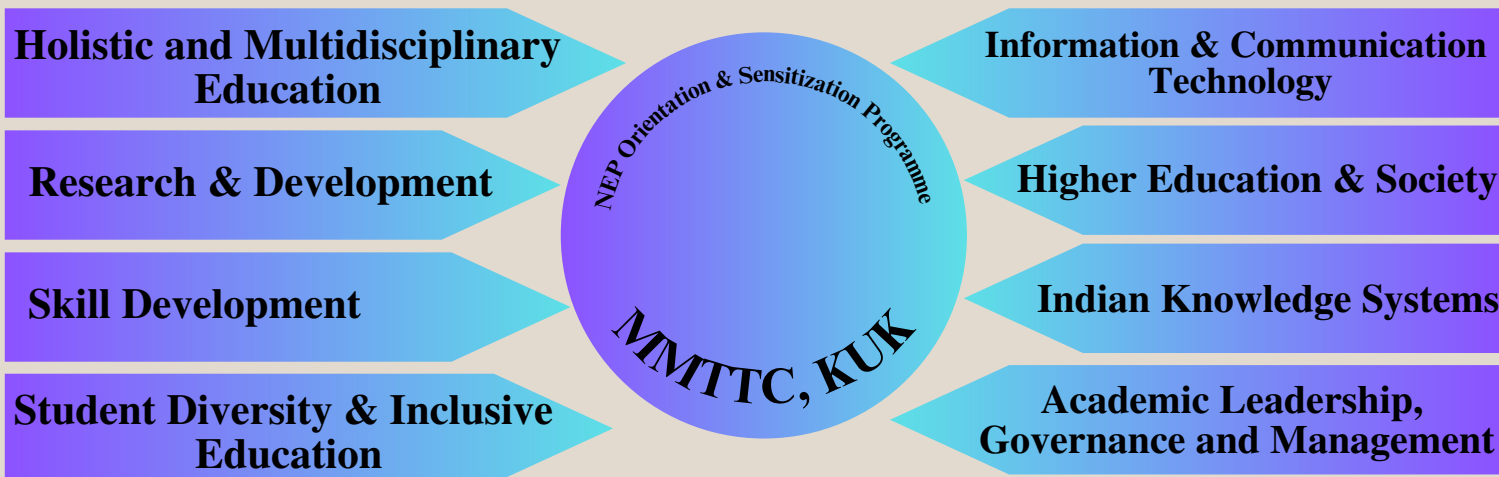 Holistic and Multidisciplinary
Education
Research & Development
Skill Development
Student Diversity & Inclusive
Education
NEP Orientation & Sensitization Programme
MMTTC, KUK
Information & Communication
Technology
Higher Education & Society
Indian Knowledge Systems
Academic Leadership,
Governance and Management